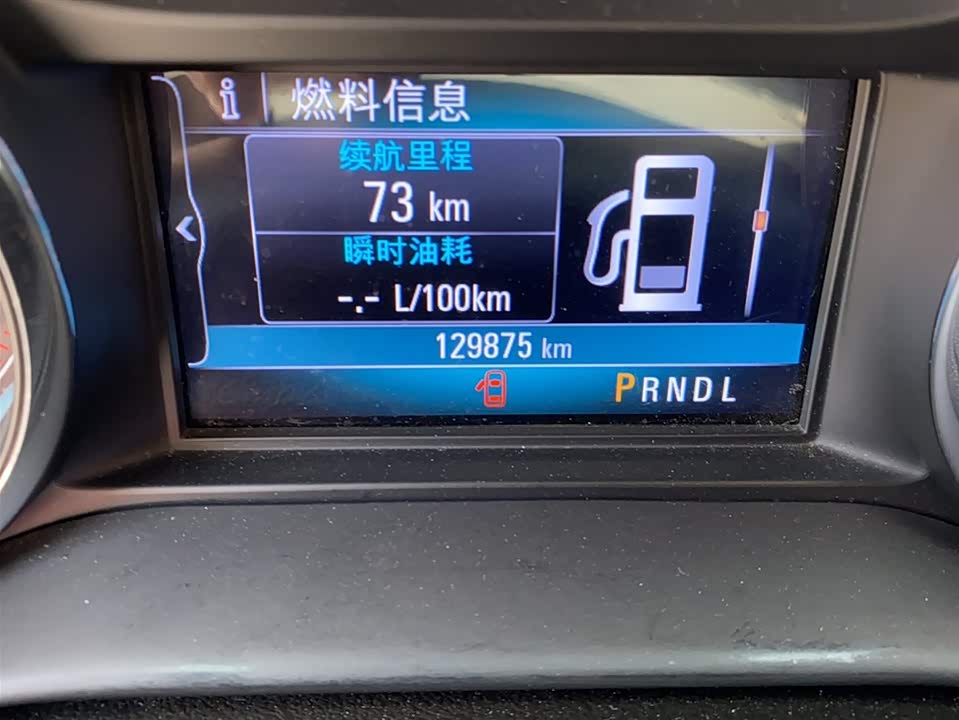 i 燃料信息
续航里程
73 km
瞬时油耗
-.- L/100km
129875 km
PRNDL